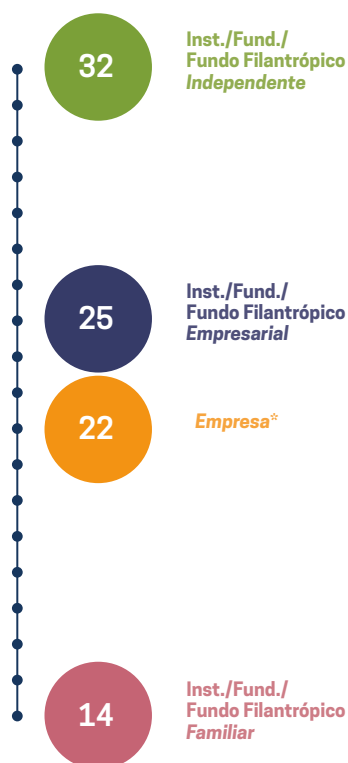 32
Inst./Fund./
Fundo Filantrópico
Independente
25
Inst./Fund./
Fundo Filantrópico
Empresarial
22
Empresa*
14
Inst./Fund./
Fundo Filantrópico
Familiar